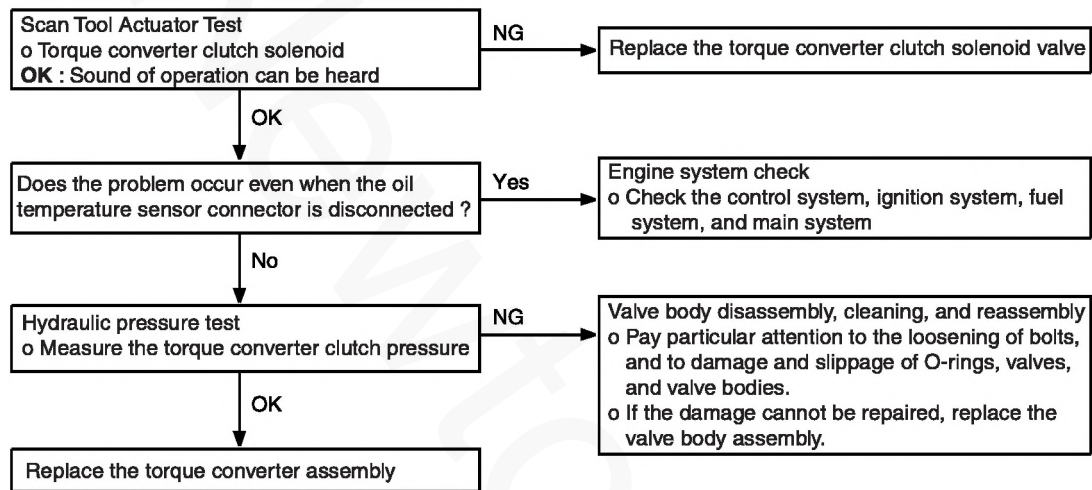 Scan Tool Actuator Test
o Torque converter clutch solenoid
OK : Sound of operation can be heard
NG
Replace the torque converter clutch solenoid valve
OK
Does the problem occur even when the oil
temperature sensor connector is disconnected ?
Yes
Engine system check
o Check the control system, ignition system, fuel
system, and main system
No
Hydraulic pressure test
o Measure the torque converter clutch pressure
NG
Valve body disassembly, cleaning, and reassembly
o Pay particular attention to the loosening of bolts,
and to damage and slippage of O-rings, valves,
and valve bodies.
o If the damage cannot be repaired, replace the
valve body assembly.
OK
Replace the torque converter assembly